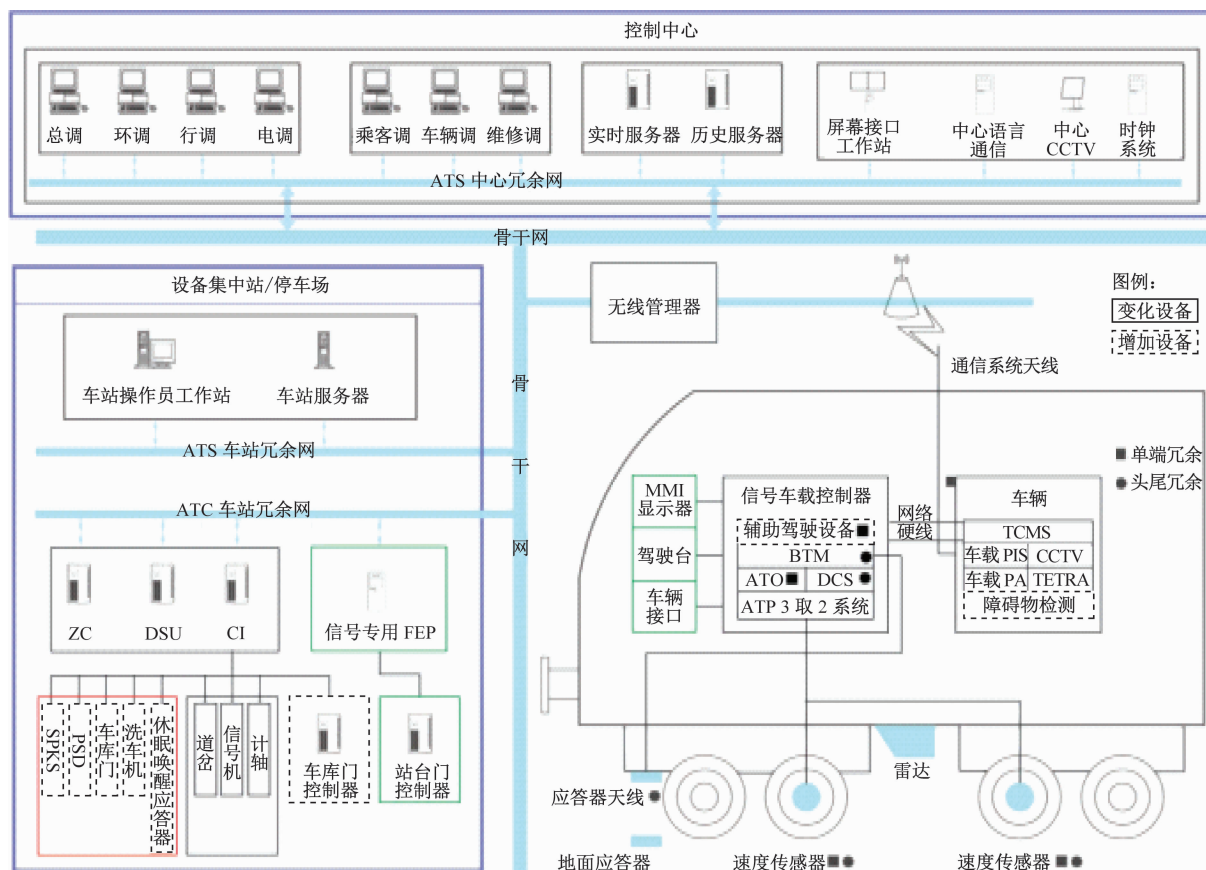 控制中心
总调
环调
行调
电调
乘客调
车辆调
维修调
实时服务器
历史服务器
屏幕接口
工作站
中心语言
通信
中心
CCTV
时钟
系统
ATS 中心冗余网
骨干网
设备集中站/停车场
车站操作员工作站
车站服务器
ATS 车站冗余网
ATC 车站冗余网
ZC
DSU
CI
信号专用 FEP
SPKS
PSD
车库门
洗车机
休眠唤醒应答器
道岔
信号机
计轴
车库门
控制器
站台门
控制器
骨
干
网
无线管理器
通信系统天线
图例：
变化设备
增加设备
■单端冗余
●头尾冗余
MMI
显示器
驾驶台
车辆
接口
信号车载控制器
辅助驾驶设备■
BTM ●
ATO■
DCS●
ATP 3 取 2 系统
网络
硬线
车辆
TCMS
车载 PIS
CCTV
车载 PA
TETRA
障碍物检测
雷达
应答器天线●
地面应答器
速度传感器■●
速度传感器■●